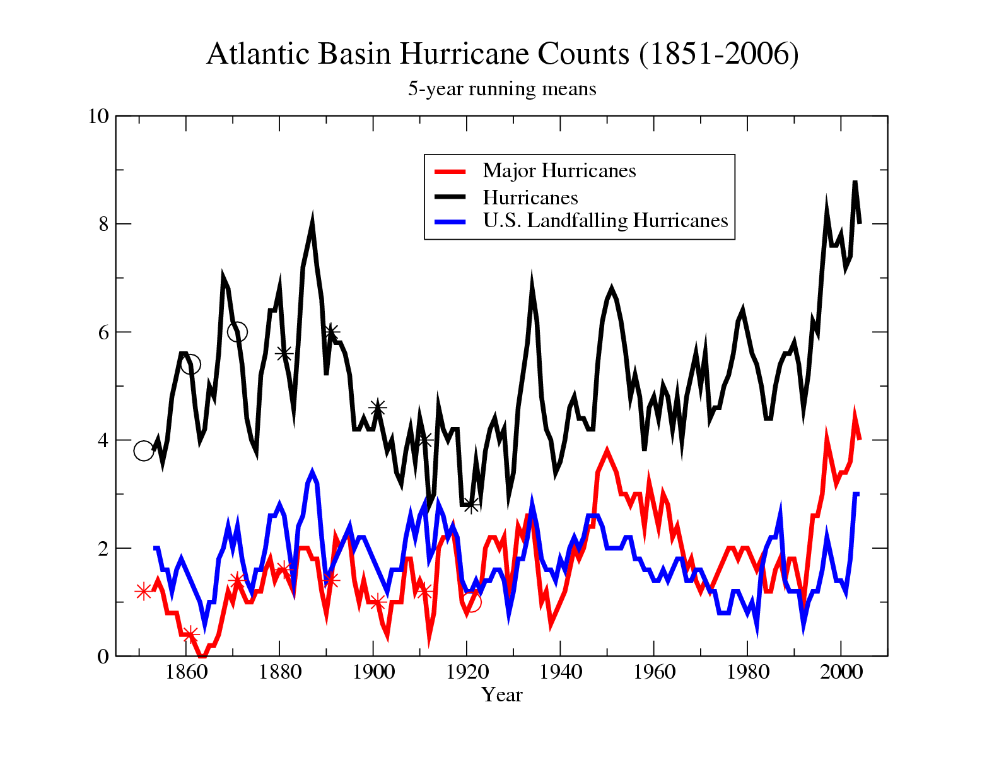 Atlantic Basin Hurricane Counts (1851-2006)
5-year running means
10
8
6
4
2
0
Major Hurricanes
Hurricanes
U.S. Landfalling Hurricanes
1860 1880 1900 1920 1940 1960 1980 2000
Year